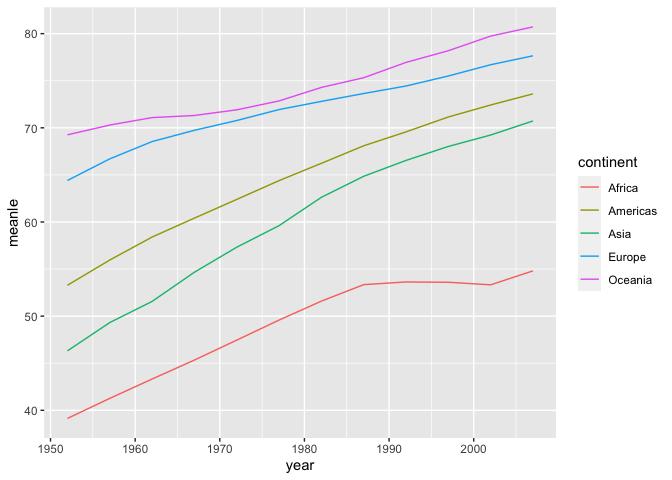 80
70
60
50
40
meanle
1950
1960
1970
1980
1990
2000
year
continent
Africa
Americas
Asia
Europe
Oceania